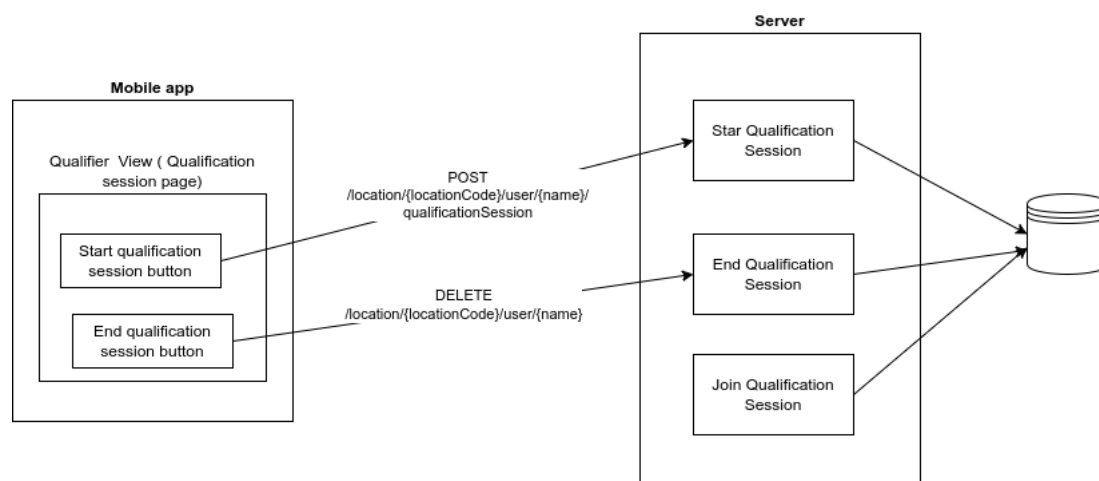 Server
Mobile app
Qualifier View ( Qualification
session page)
Start qualification
session button
End qualification
session button
POST
/location/{locationCode}/user/{name}/
qualificationSession
DELETE
/location/{locationCode}/user/{name}
Star Qualification
Session
End Qualification
Session
Join Qualification
Session